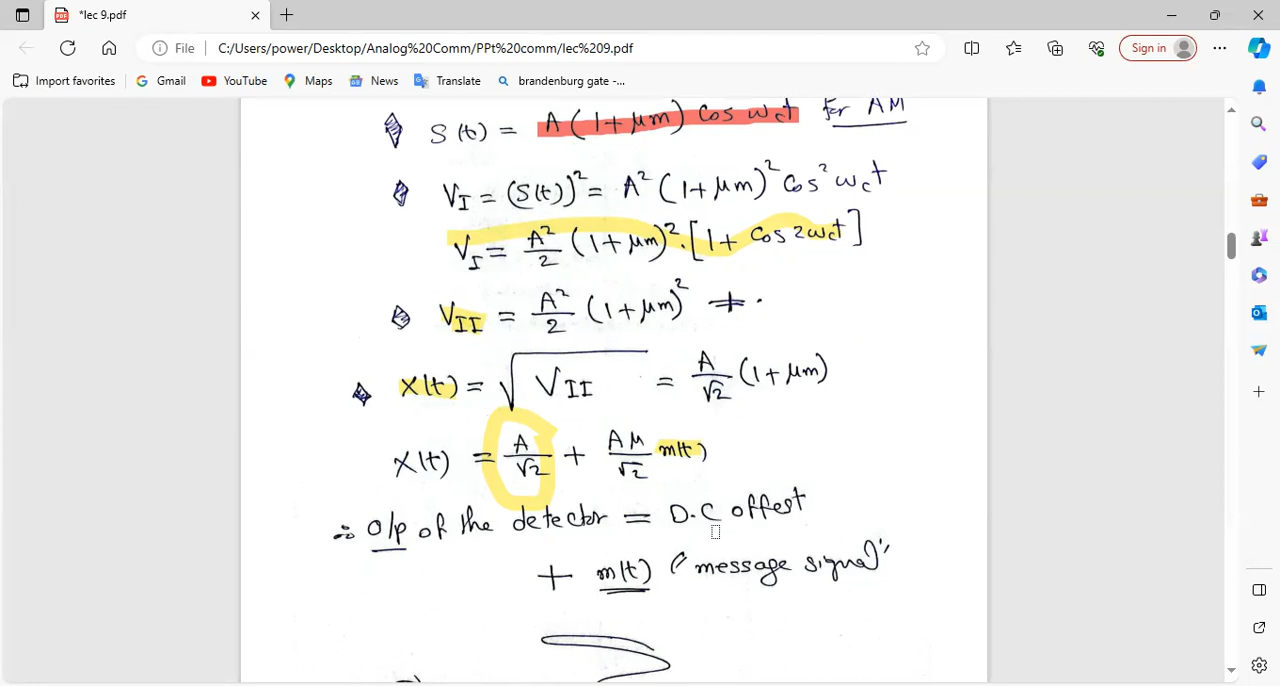 *lec 9.pdf
File C:/Users/power/Desktop/Analog%20Comm/PPt%20comm/lec%209.pdf
Sign in
Import favorites Gmail YouTube Maps News Translate brandenburg gate -...
S(t) = A(1+μm) Cos ωct for AM
VI = (S(t))² = A²(1+μm)² Cos² ωct
VI = A²/2 (1+μm)². [1+ Cos 2ωct]
VII = A²/2 (1+μm)² + .
X(t) = √VII = A/√2 (1+μm)
X(t) = A/√2 + Aμ/√2 m(t)
∴ O/p of the detector = D.C offest
+ m(t) ("message signal")